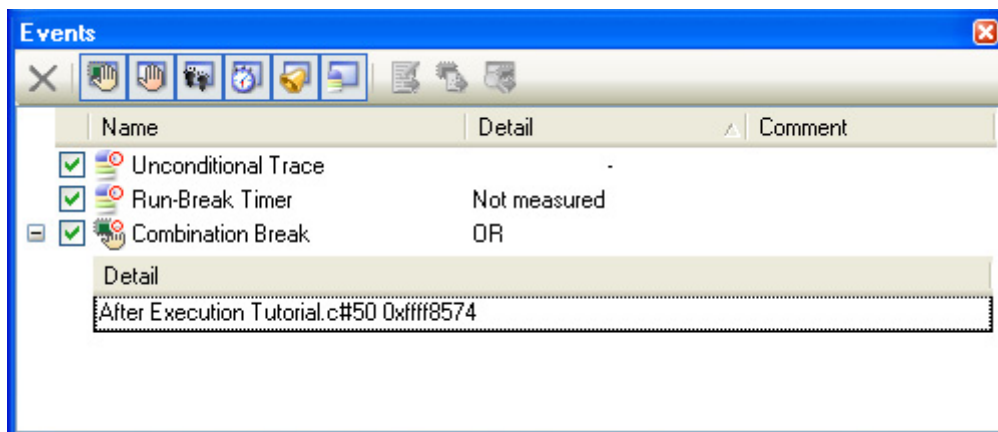 Events
Name Detail Comment
Unconditional Trace -
Run-Break Timer Not measured
Combination Break OR
Detail
After Execution Tutorial.c#50 0xffff8574